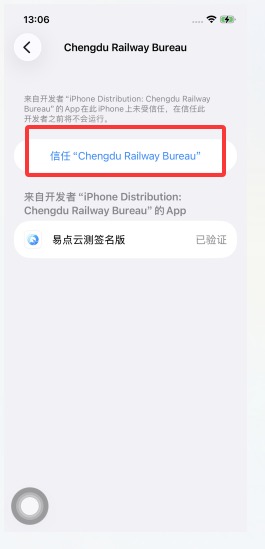 13:06
Chengdu Railway Bureau
来自开发者“iPhone Distribution: Chengdu Railway
Bureau”的App在此iPhone上未受信任，在信任此
开发者之前将不会运行。
信任“Chengdu Railway Bureau”
来自开发者“iPhone Distribution:
Chengdu Railway Bureau”的App
易点云测签名版
已验证